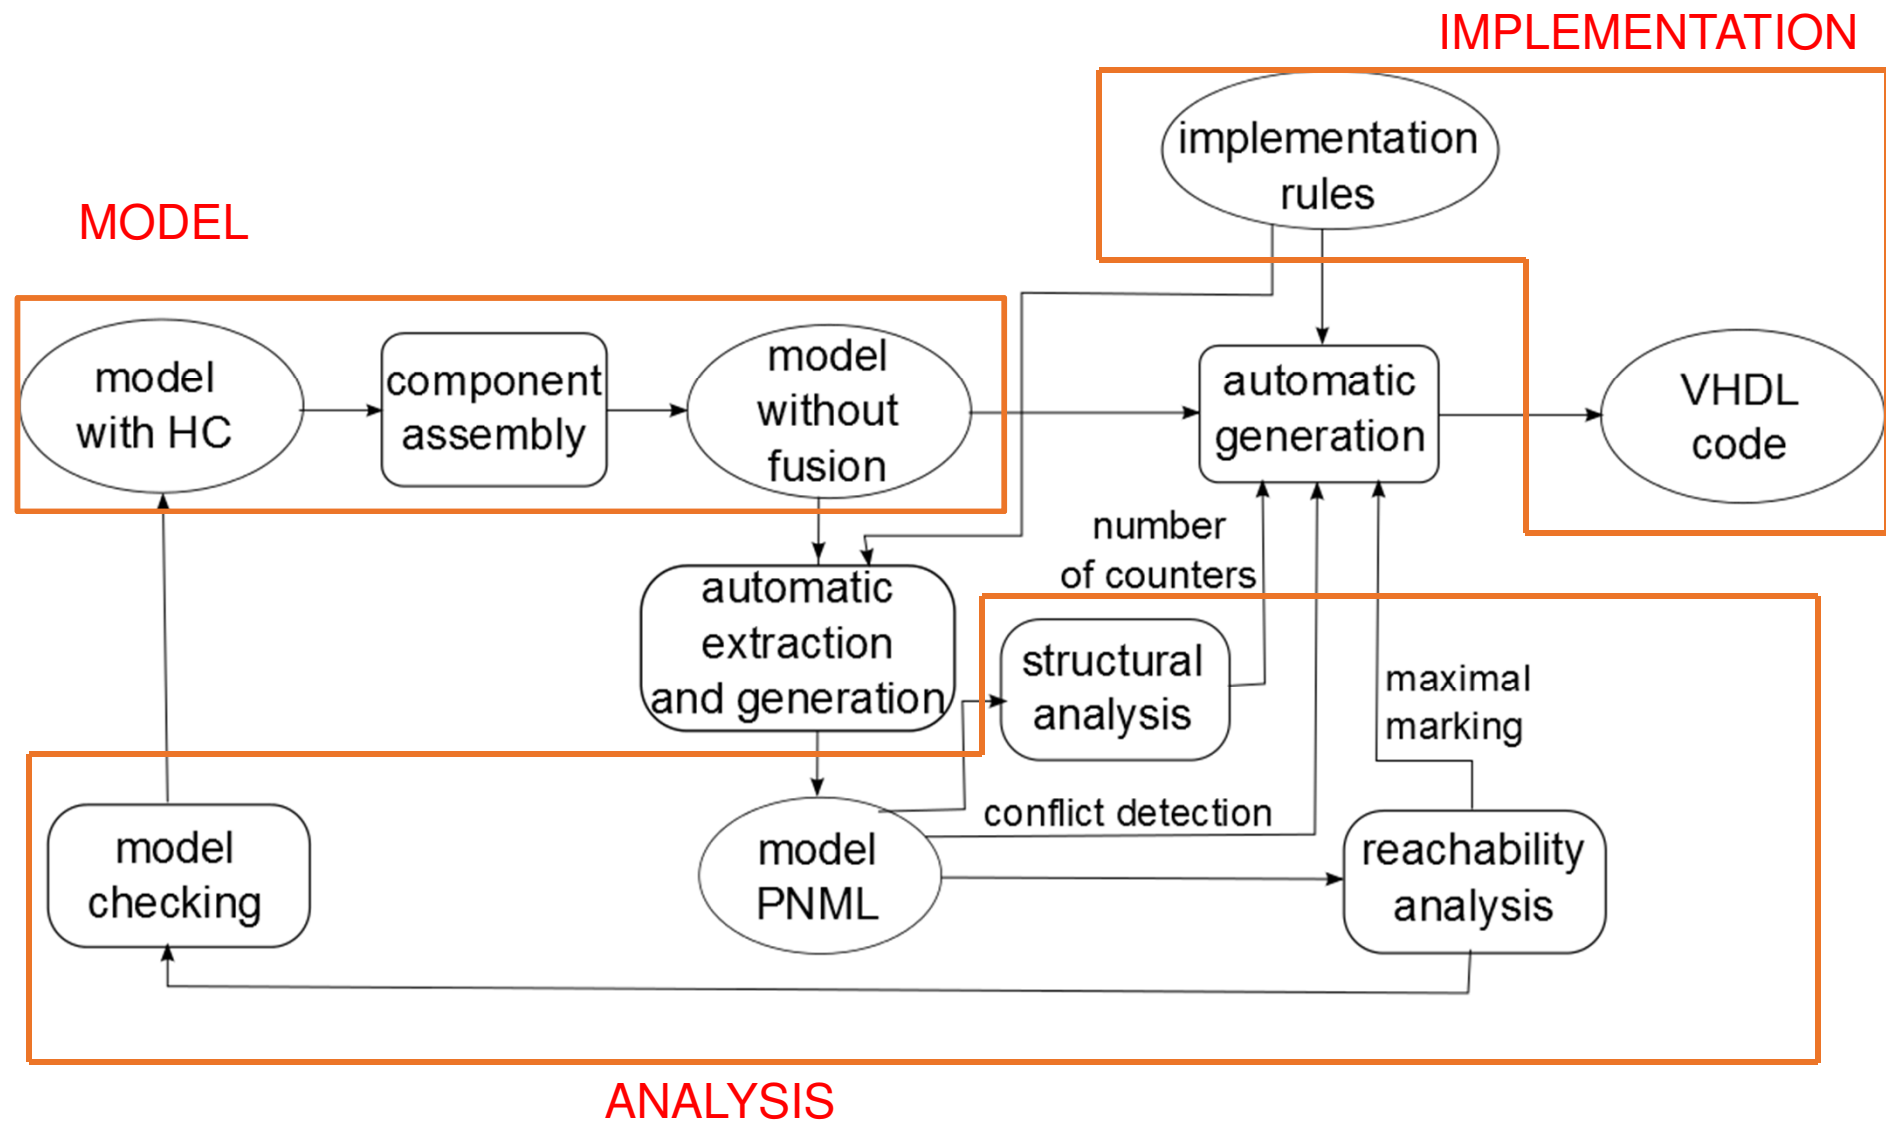 IMPLEMENTATION
implementation
rules
MODEL
model
with HC
component
assembly
model
without
fusion
automatic
generation
VHDL
code
number
of counters
automatic
extraction
and generation
structural
analysis
maximal
marking
conflict detection
model
checking
model
PNML
reachability
analysis
ANALYSIS